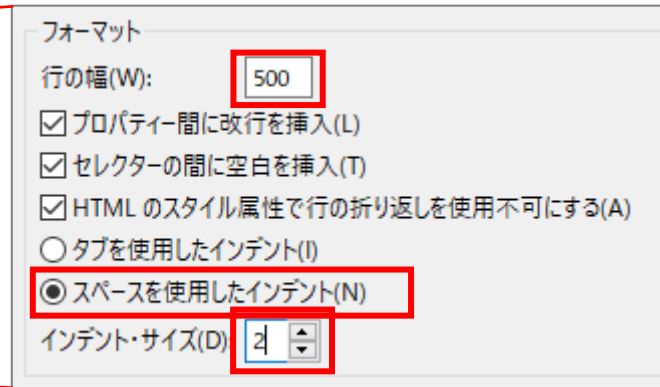 フォーマット
行の幅(W): 500
プロパティー間に改行を挿入(L)
セレクターの間に空白を挿入(T)
HTML のスタイル属性で行の折り返しを使用不可にする(A)
タブを使用したインデント(I)
スペースを使用したインデント(N)
インデント・サイズ(D): 2